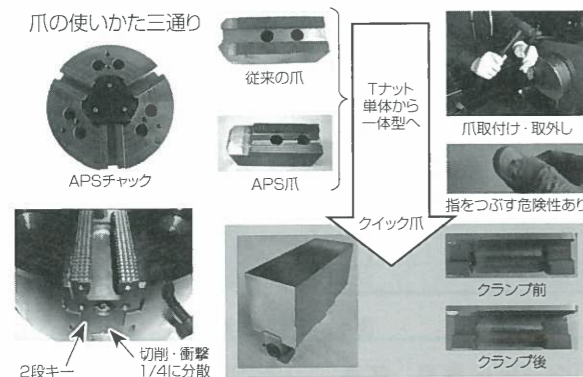 爪の使いかた三通り
APSチャック
従来の爪
APS爪
Tナット
単体から
一体型へ
爪取付け・取外し
指をつぶす危険性あり
クイック爪
クランプ前
クランプ後
2段キー
切削・衝撃
1/4に分散